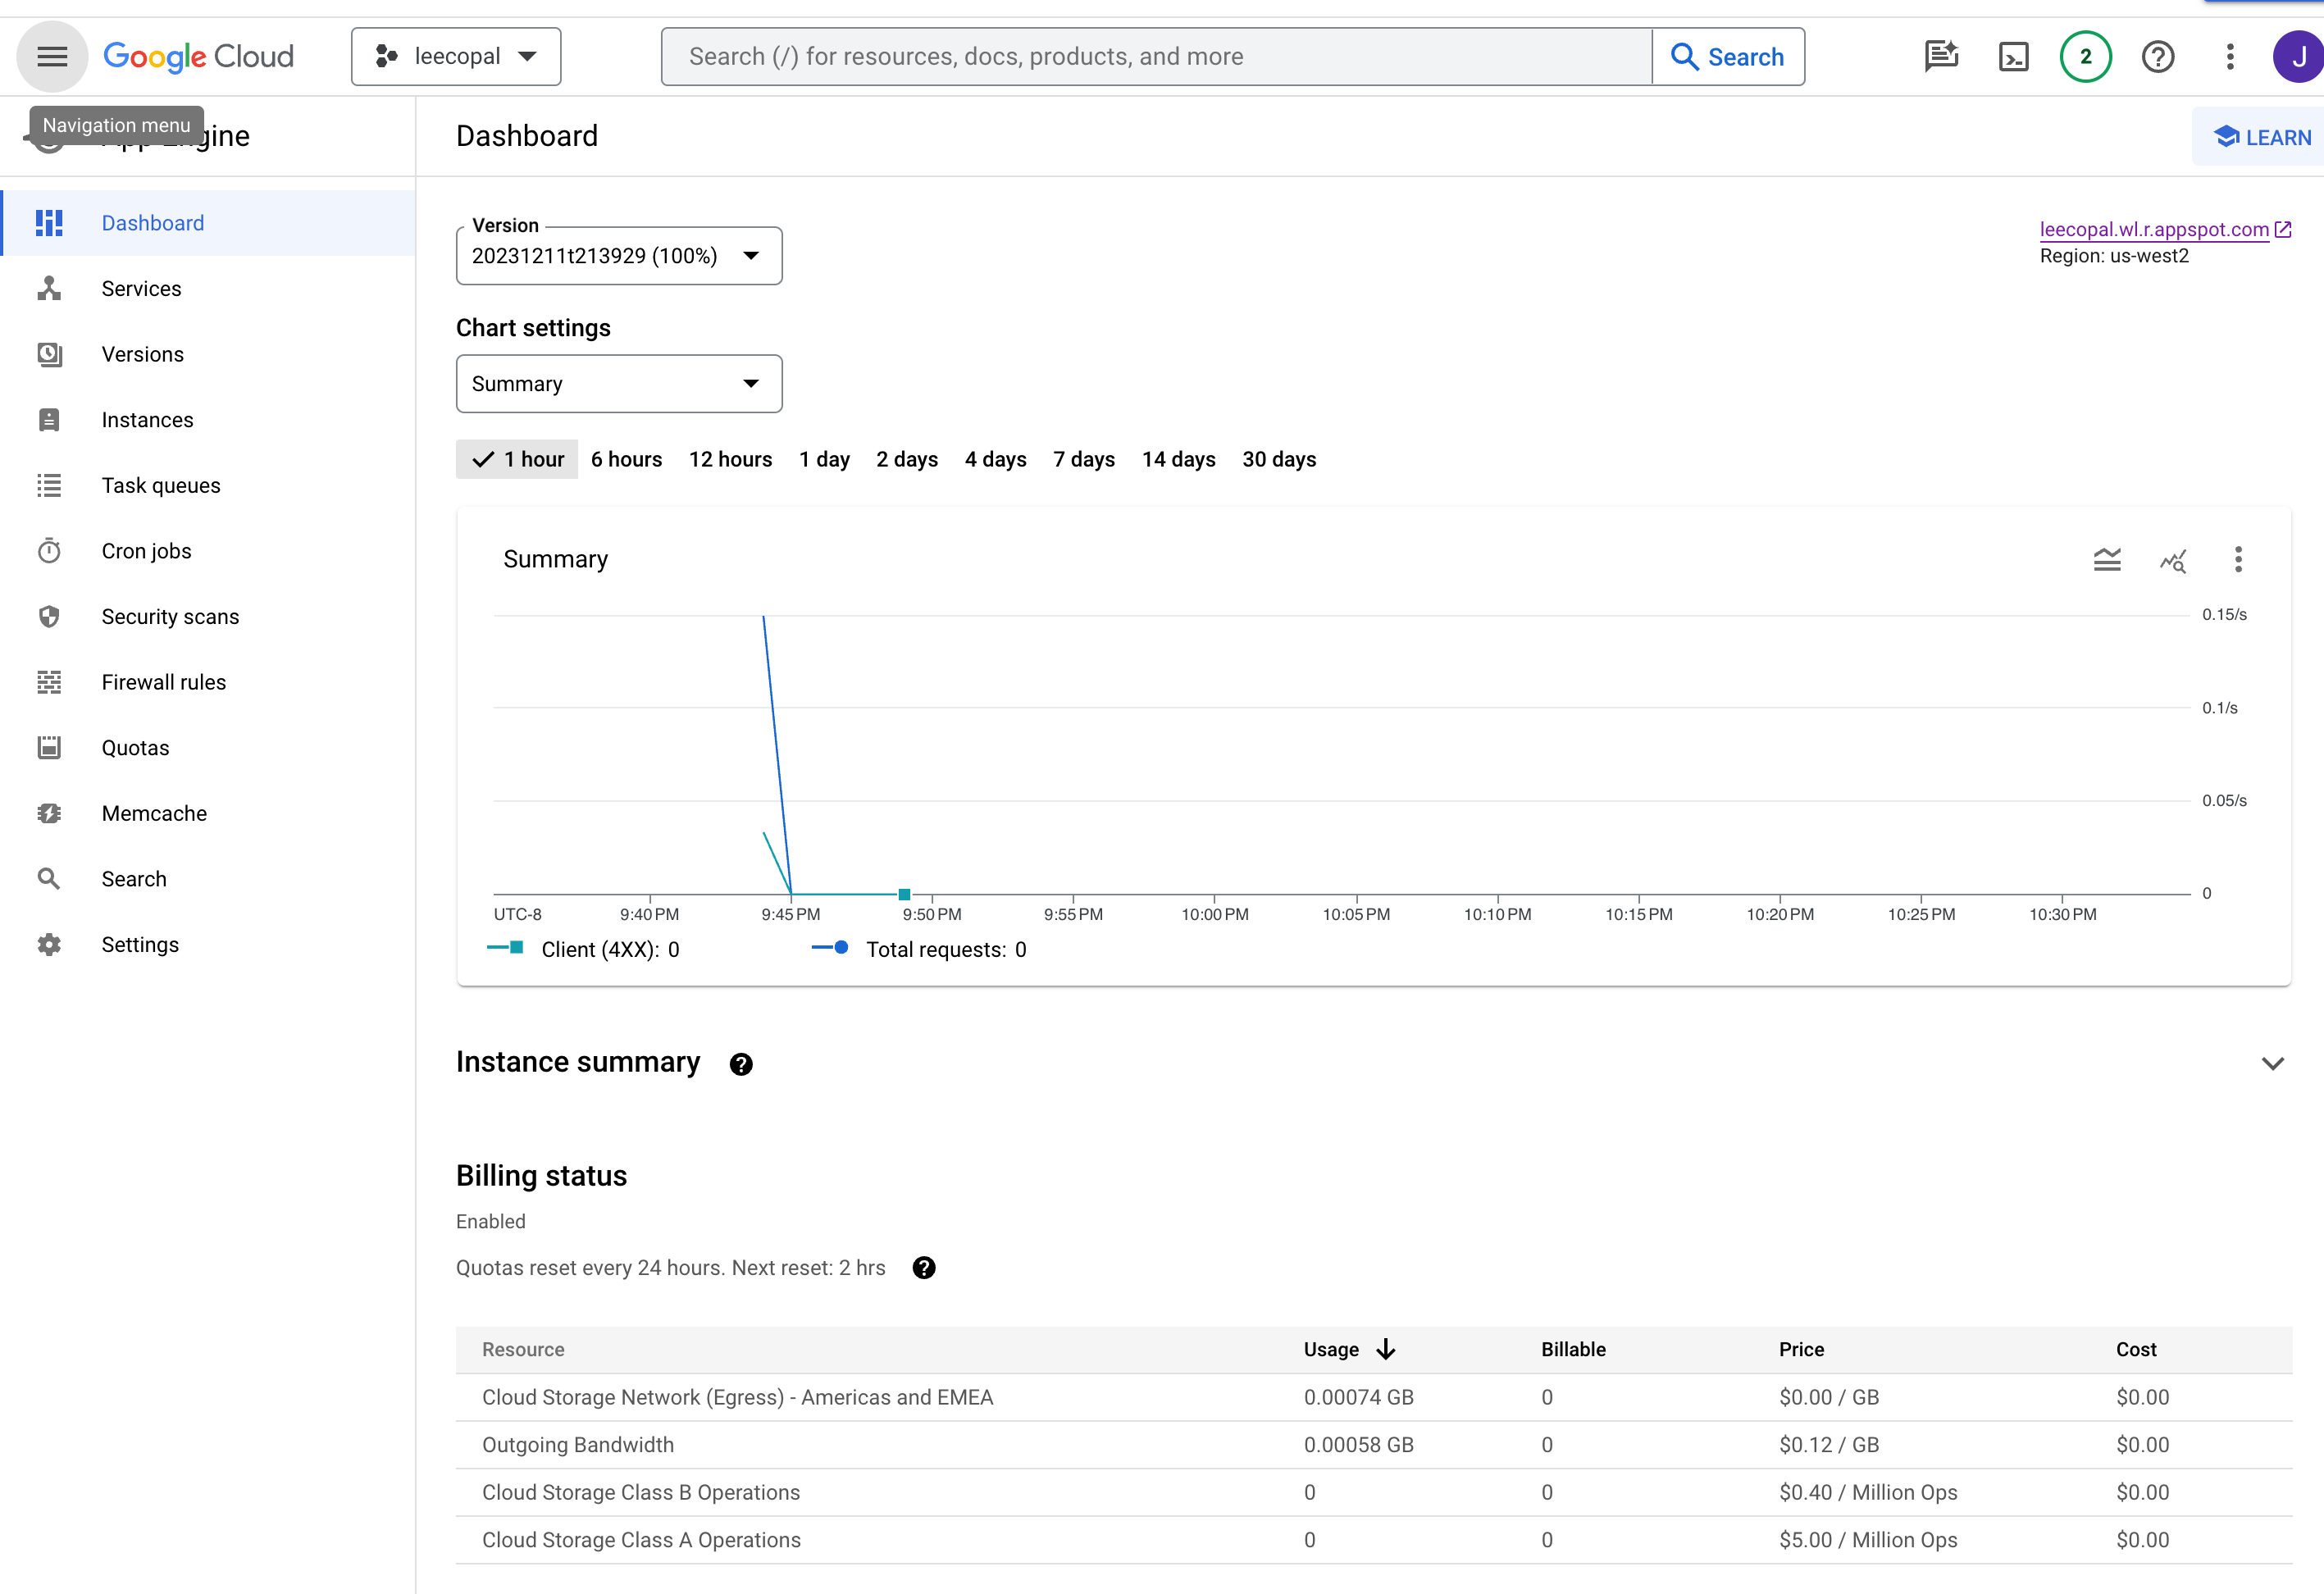 Google Cloud
leecopal
Search (/) for resources, docs, products, and more
Search
2
J
Navigation menu
App Engine
Dashboard
LEARN
Dashboard
Services
Versions
Instances
Task queues
Cron jobs
Security scans
Firewall rules
Quotas
Memcache
Search
Settings
Version
20231211t213929 (100%)
leecopal.wl.r.appspot.com
Region: us-west2
Chart settings
Summary
1 hour 6 hours 12 hours 1 day 2 days 4 days 7 days 14 days 30 days
Summary
0.15/s
0.1/s
0.05/s
0
UTC-8 9:40 PM 9:45 PM 9:50 PM 9:55 PM 10:00 PM 10:05 PM 10:10 PM 10:15 PM 10:20 PM 10:25 PM 10:30 PM
Client (4XX): 0 Total requests: 0
Instance summary
Billing status
Enabled
Quotas reset every 24 hours. Next reset: 2 hrs
Resource Usage Billable Price Cost
Cloud Storage Network (Egress) - Americas and EMEA 0.00074 GB 0 $0.00 / GB $0.00
Outgoing Bandwidth 0.00058 GB 0 $0.12 / GB $0.00
Cloud Storage Class B Operations 0 0 $0.40 / Million Ops $0.00
Cloud Storage Class A Operations 0 0 $5.00 / Million Ops $0.00